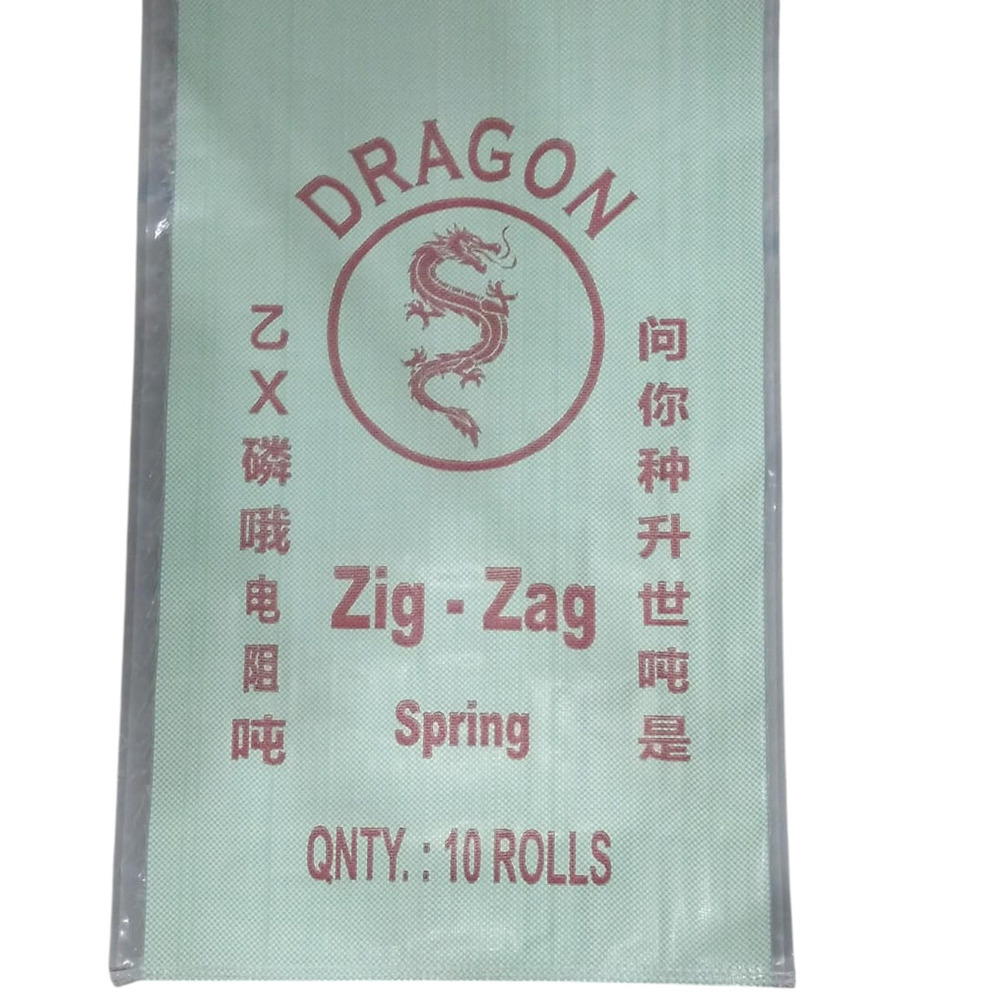 DRAGON
乙X磷哦电阻吨
问你种升世吨是
Zig - Zag
Spring
QNTY. : 10 ROLLS